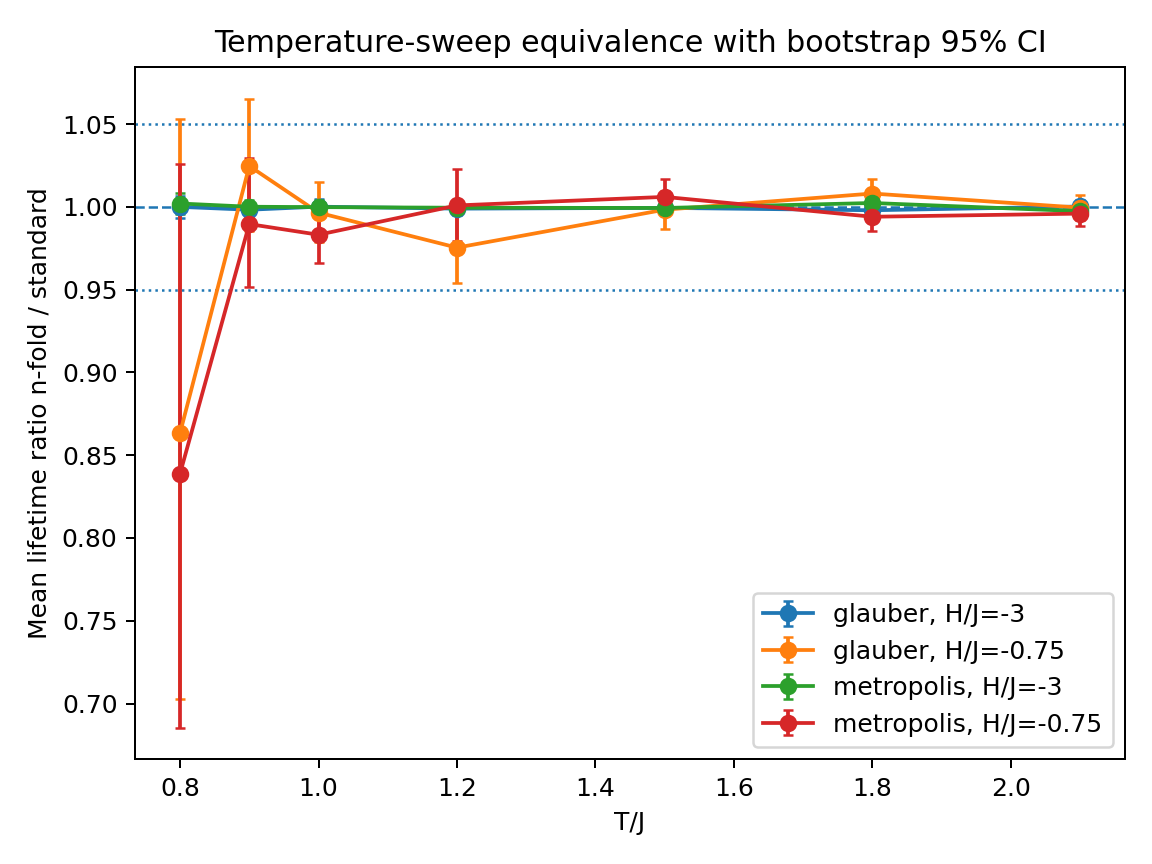 Temperature-sweep equivalence with bootstrap 95% CI
Mean lifetime ratio n-fold / standard
1.05
1.00
0.95
0.90
0.85
0.80
0.75
0.70
glauber, H/J=-3
glauber, H/J=-0.75
metropolis, H/J=-3
metropolis, H/J=-0.75
0.8 1.0 1.2 1.4 1.6 1.8 2.0
T/J